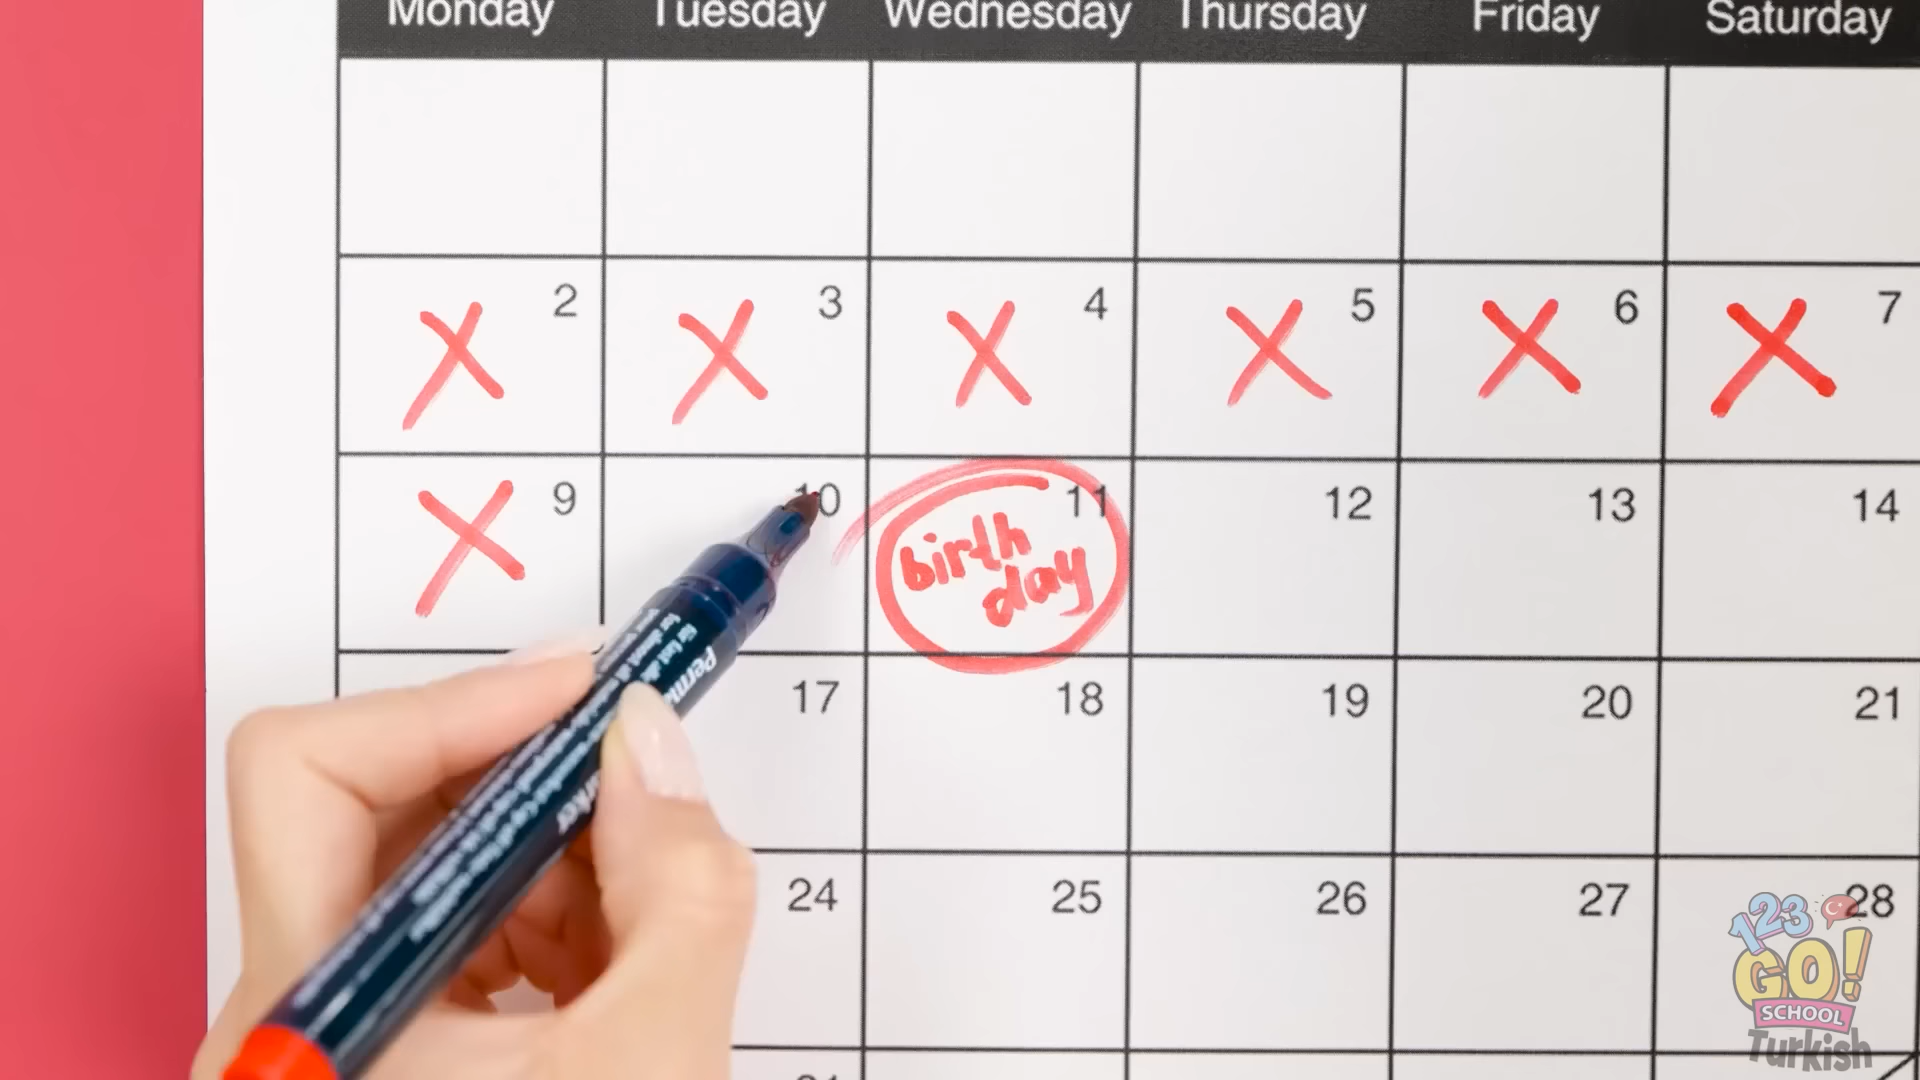 Monday Tuesday Wednesday Thursday Friday Saturday
2 3 4 5 6 7
9 10 11 12 13 14
birth
day
17 18 19 20 21
24 25 26 27 28
Perma
123
GO!
SCHOOL
Turkish